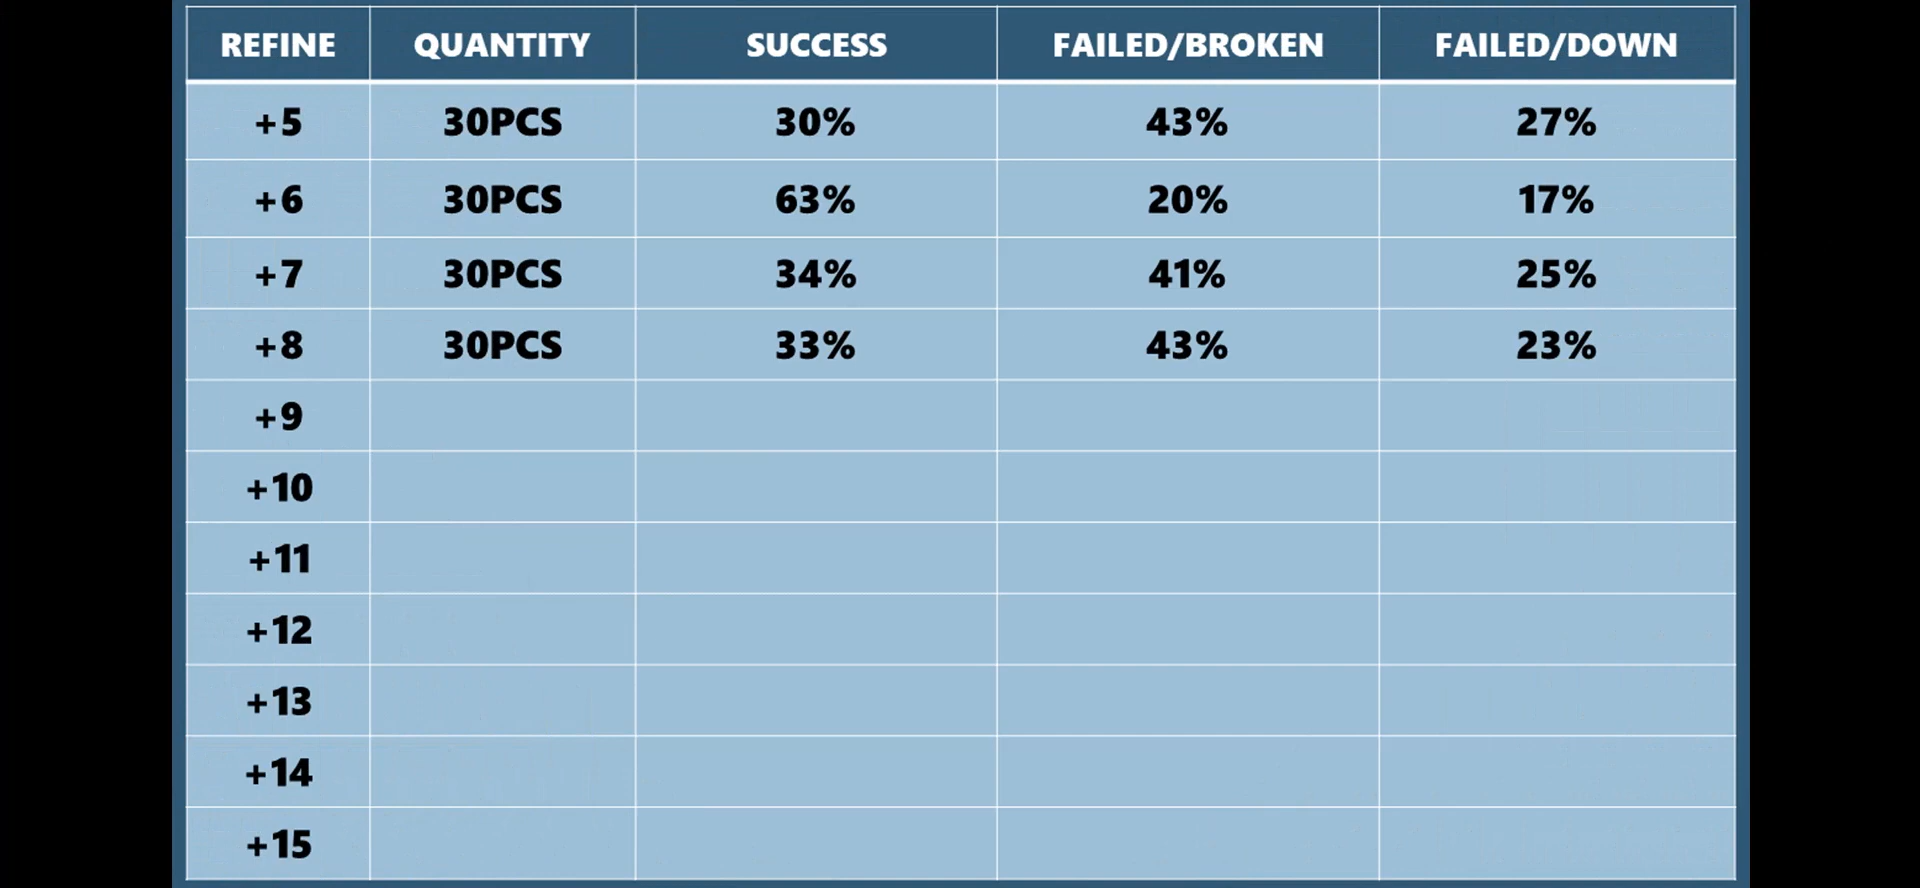 REFINE QUANTITY SUCCESS FAILED/BROKEN FAILED/DOWN
+5 30PCS 30% 43% 27%
+6 30PCS 63% 20% 17%
+7 30PCS 34% 41% 25%
+8 30PCS 33% 43% 23%
+9
+10
+11
+12
+13
+14
+15